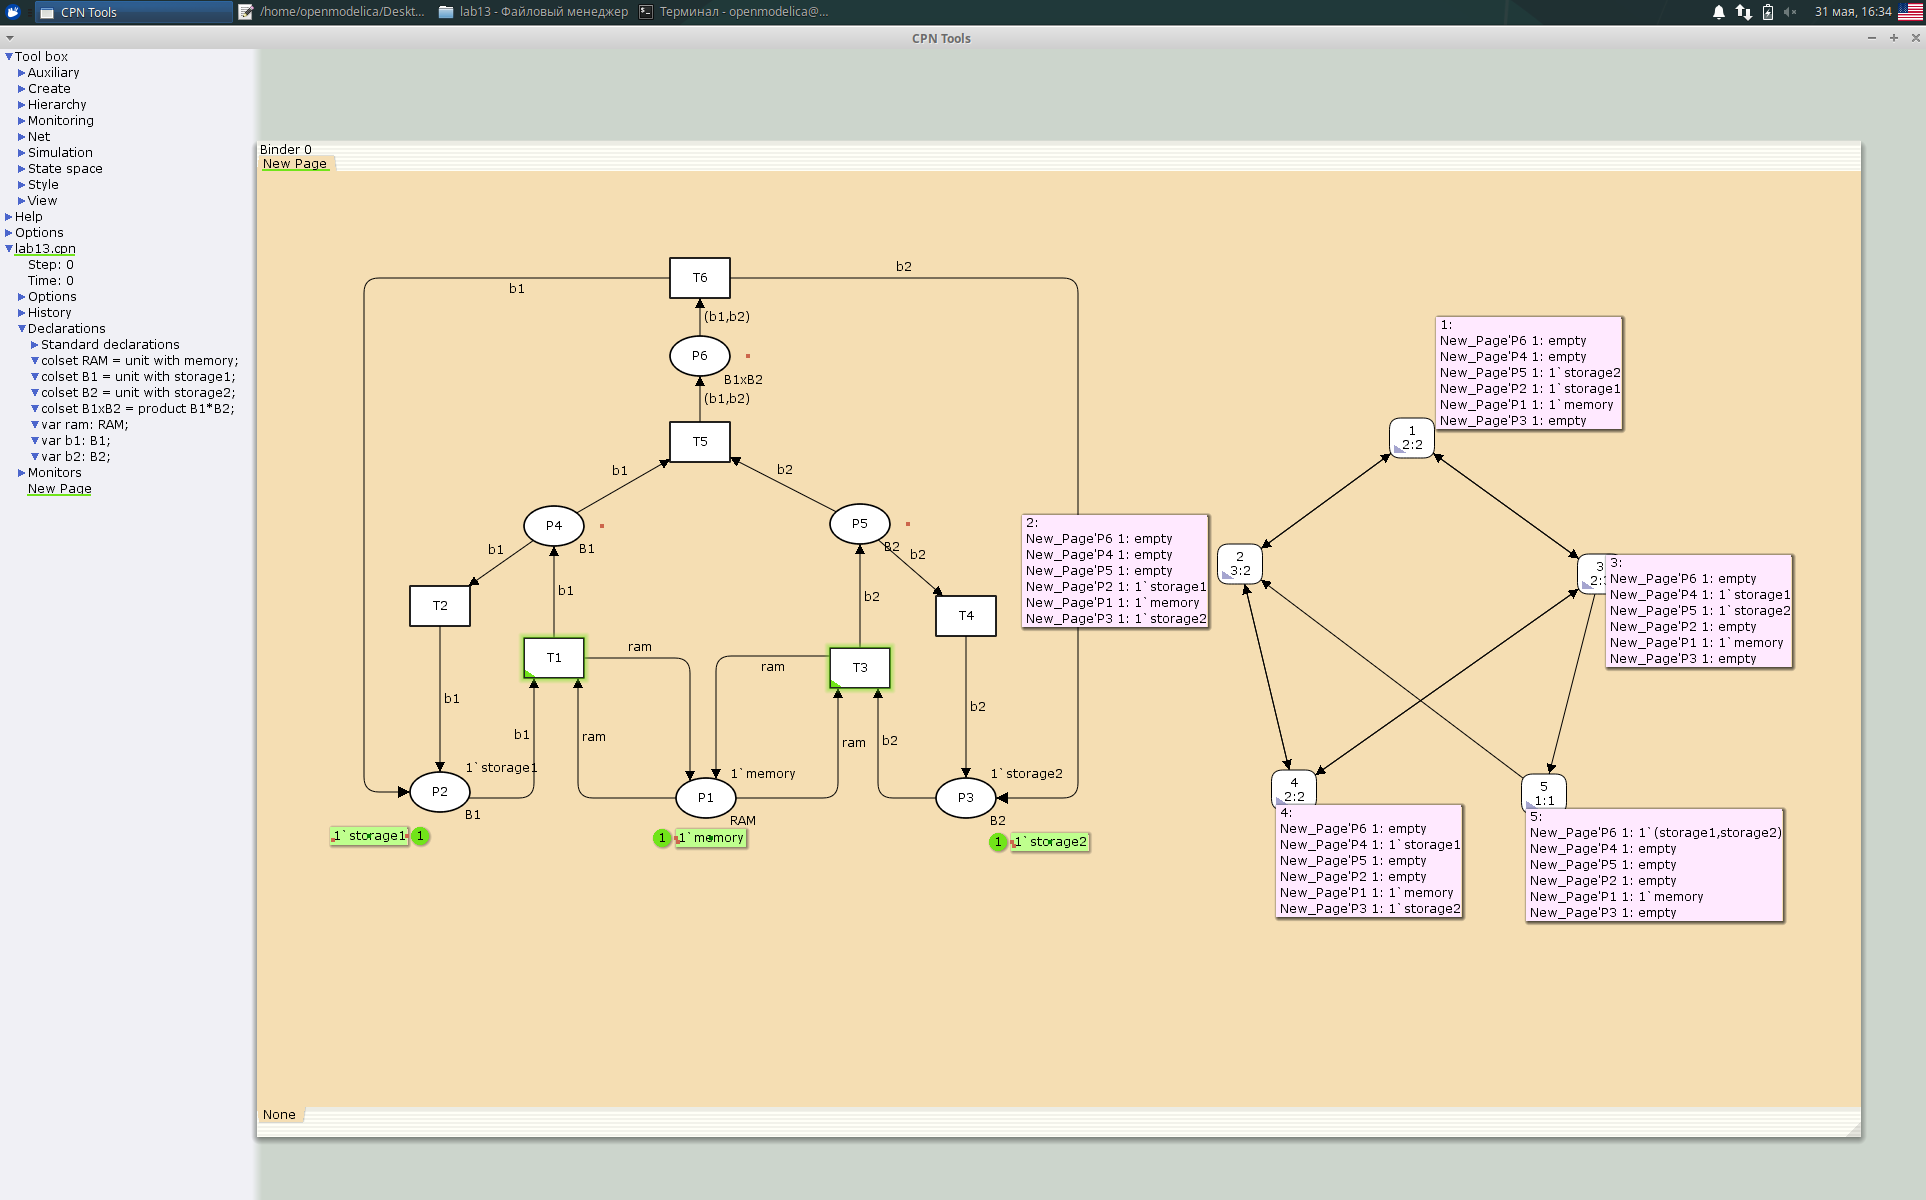 CPN Tools
/home/openmodelica/Deskt...
lab13 - Файловый менеджер
Терминал - openmodelica@...
31 мая, 16:34
CPN Tools
Tool box
Auxiliary
Create
Hierarchy
Monitoring
Net
Simulation
State space
Style
View
Help
Options
lab13.cpn
Step: 0
Time: 0
Options
History
Declarations
Standard declarations
colset RAM = unit with memory;
colset B1 = unit with storage1;
colset B2 = unit with storage2;
colset B1xB2 = product B1*B2;
var ram: RAM;
var b1: B1;
var b2: B2;
Monitors
New Page
Binder 0
New Page
T6
b1
b2
(b1,b2)
P6
B1xB2
(b1,b2)
T5
b1
b2
P4
B1
P5
B2
b1
b2
T2
b1
b2
T4
T1
ram
ram
T3
b1
b1
ram
ram
b2
b2
P2
1`storage1
B1
P1
1`memory
RAM
P3
1`storage2
B2
1`storage1
1
1
1`memory
1
1`storage2
1
2:2
1:
New_Page'P6 1: empty
New_Page'P4 1: empty
New_Page'P5 1: 1`storage2
New_Page'P2 1: 1`storage1
New_Page'P1 1: 1`memory
New_Page'P3 1: empty
2
3:2
2:
New_Page'P6 1: empty
New_Page'P4 1: empty
New_Page'P5 1: empty
New_Page'P2 1: 1`storage1
New_Page'P1 1: 1`memory
New_Page'P3 1: 1`storage2
3
2:
3:
New_Page'P6 1: empty
New_Page'P4 1: 1`storage1
New_Page'P5 1: 1`storage2
New_Page'P2 1: empty
New_Page'P1 1: 1`memory
New_Page'P3 1: empty
4
2:2
4:
New_Page'P6 1: empty
New_Page'P4 1: 1`storage1
New_Page'P5 1: empty
New_Page'P2 1: empty
New_Page'P1 1: 1`memory
New_Page'P3 1: 1`storage2
5
1:1
5:
New_Page'P6 1: 1`(storage1,storage2)
New_Page'P4 1: empty
New_Page'P5 1: empty
New_Page'P2 1: empty
New_Page'P1 1: 1`memory
New_Page'P3 1: empty
None